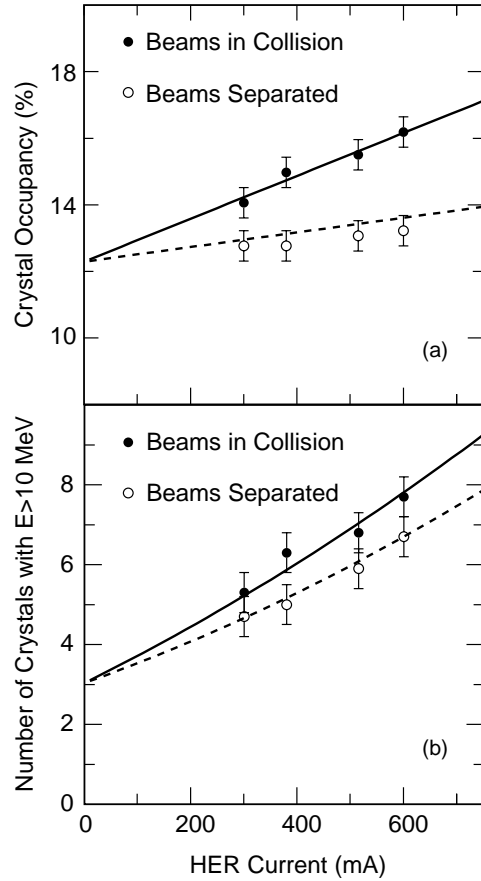 Beams in Collision
Beams Separated
18
14
10
Crystal Occupancy (%)
(a)
Beams in Collision
Beams Separated
8
6
4
2
0
Number of Crystals with E>10 MeV
(b)
0 200 400 600
HER Current (mA)